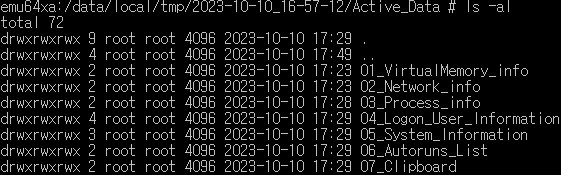 emu64xa:/data/local/tmp/2023-10-10_16-57-12/Active_Data # ls -al
total 72
drwxrwxrwx 9 root root 4096 2023-10-10 17:29 .
drwxrwxrwx 4 root root 4096 2023-10-10 17:49 ..
drwxrwxrwx 2 root root 4096 2023-10-10 17:23 01_VirtualMemory_info
drwxrwxrwx 2 root root 4096 2023-10-10 17:23 02_Network_info
drwxrwxrwx 2 root root 4096 2023-10-10 17:28 03_Process_info
drwxrwxrwx 4 root root 4096 2023-10-10 17:29 04_Logon_User_Information
drwxrwxrwx 3 root root 4096 2023-10-10 17:29 05_System_Information
drwxrwxrwx 2 root root 4096 2023-10-10 17:29 06_Autoruns_List
drwxrwxrwx 2 root root 4096 2023-10-10 17:29 07_Clipboard